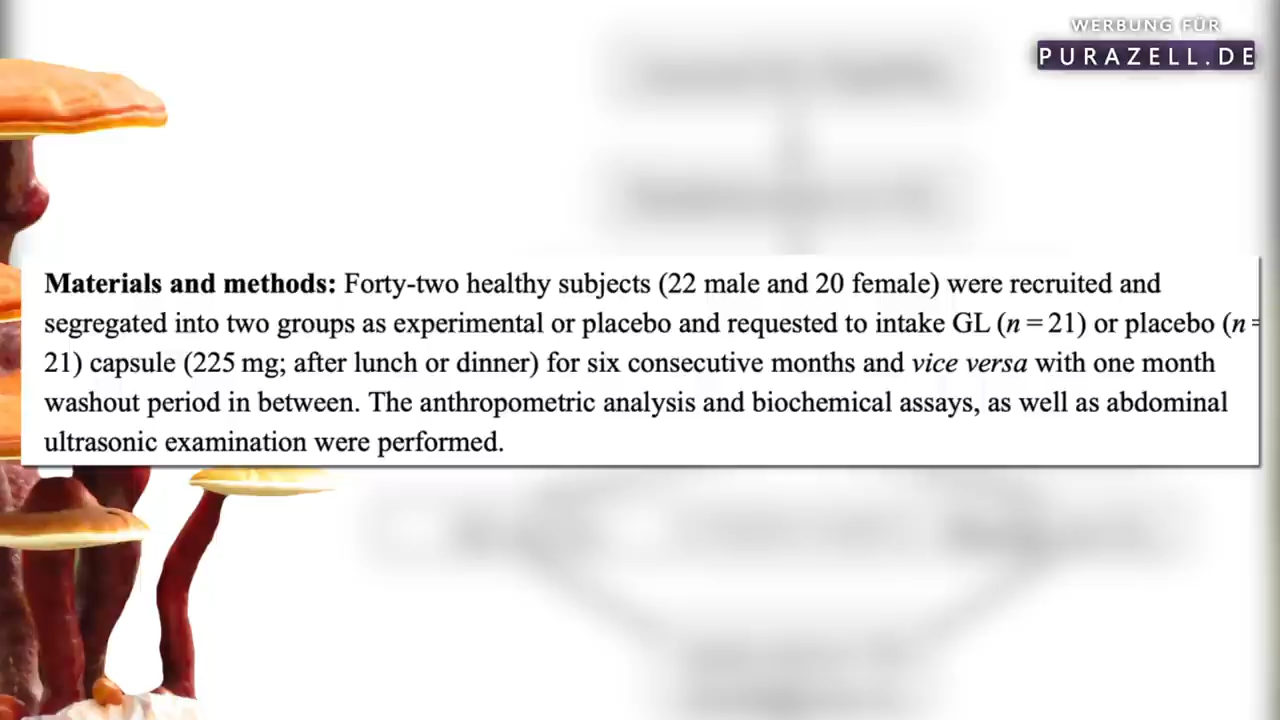 WERBUNG FÜR
PURAZELL.DE
Materials and methods: Forty-two healthy subjects (22 male and 20 female) were recruited and
segregated into two groups as experimental or placebo and requested to intake GL (n = 21) or placebo (n =
21) capsule (225 mg; after lunch or dinner) for six consecutive months and vice versa with one month
washout period in between. The anthropometric analysis and biochemical assays, as well as abdominal
ultrasonic examination were performed.